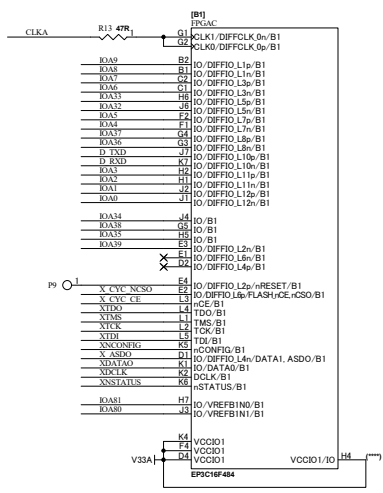 [B1]
FPGAC
CLKA R13 47R 1 G1 CLK1/DIFFCLK_0n/B1
G2 CLK0/DIFFCLK_0p/B1
IOA9 B2 IO/DIFFIO_L1p/B1
IOA8 B1 IO/DIFFIO_L1n/B1
IOA7 C2 IO/DIFFIO_L3p/B1
IOA6 C1 IO/DIFFIO_L3n/B1
IOA33 H6 IO/DIFFIO_L5p/B1
IOA32 J6 IO/DIFFIO_L5n/B1
IOA5 F2 IO/DIFFIO_L7p/B1
IOA4 F1 IO/DIFFIO_L7n/B1
IOA37 G4 IO/DIFFIO_L8p/B1
IOA36 G3 IO/DIFFIO_L8n/B1
D_TXD J7 IO/DIFFIO_L10p/B1
D_RXD K7 IO/DIFFIO_L10n/B1
IOA3 H2 IO/DIFFIO_L11p/B1
IOA2 H1 IO/DIFFIO_L11n/B1
IOA1 J2 IO/DIFFIO_L12p/B1
IOA0 J1 IO/DIFFIO_L12n/B1
IOA34 J4 IO/B1
IOA38 G5 IO/B1
IOA35 H5 IO/B1
IOA39 E3 IO/DIFFIO_L2n/B1
E1 IO/DIFFIO_L6n/B1
D2 IO/DIFFIO_L4p/B1
P9 1 E4 IO/DIFFIO_L2p/nRESET/B1
X_CYC_NCSO E2 IO/DIFFIO_L6p/FLASH_nCE,nCSO/B1
X_CYC_CE L3 nCE/B1
XTDO L4 TDO/B1
XTMS L1 TMS/B1
XTCK L2 TCK/B1
XTDI L5 TDI/B1
XNCONFIG K5 nCONFIG/B1
X_ASDO D1 IO/DIFFIO_L4n/DATA1, ASDO/B1
XDATAO K1 IO/DATA0/B1
XDCLK K2 DCLK/B1
XNSTATUS K6 nSTATUS/B1
IOA81 H7 IO/VREFB1N0/B1
IOA80 J3 IO/VREFB1N1/B1
K4 VCCIO1
F4 VCCIO1
V33A D4 VCCIO1 VCCIO1/IO H4 (****)
EP3C16F484